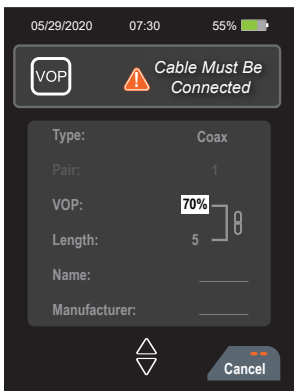 05/29/2020 07:30 55%
VOP
Cable Must Be
Connected
Type: Coax
Pair: 1
VOP: 70%
Length: 5
Name:
Manufacturer:
Cancel